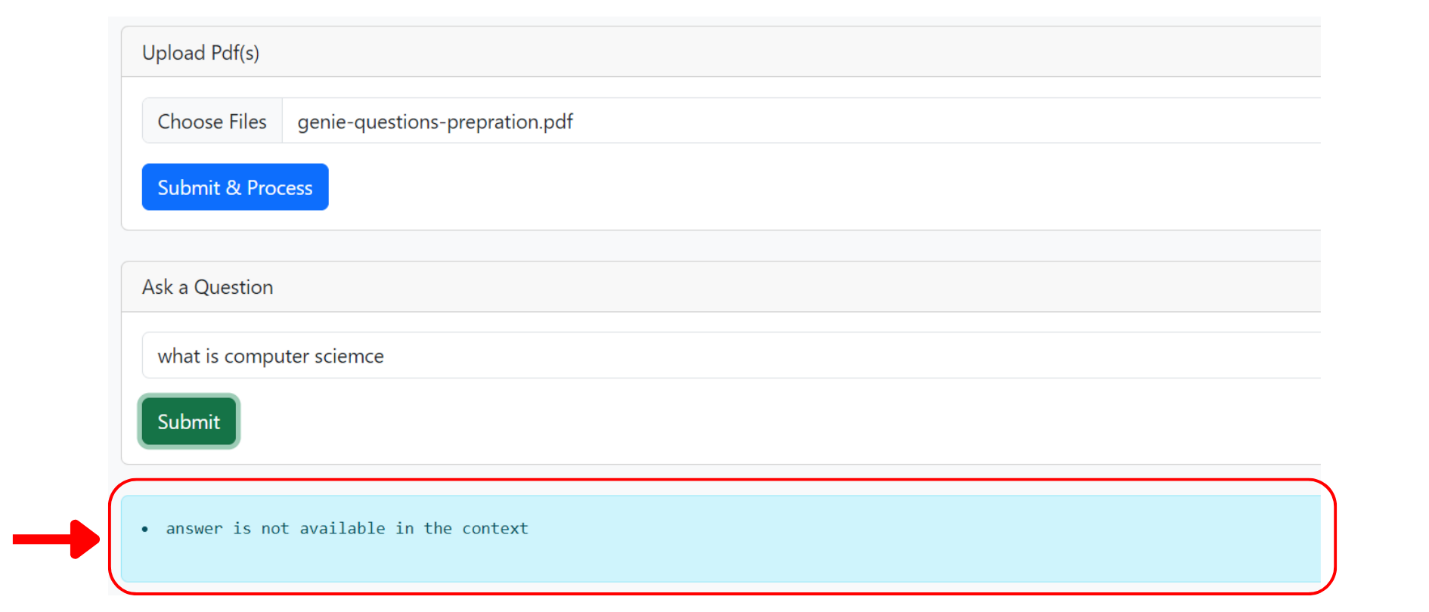 Upload Pdf(s)
Choose Files genie-questions-prepration.pdf
Submit & Process
Ask a Question
what is computer sciemce
Submit
• answer is not available in the context